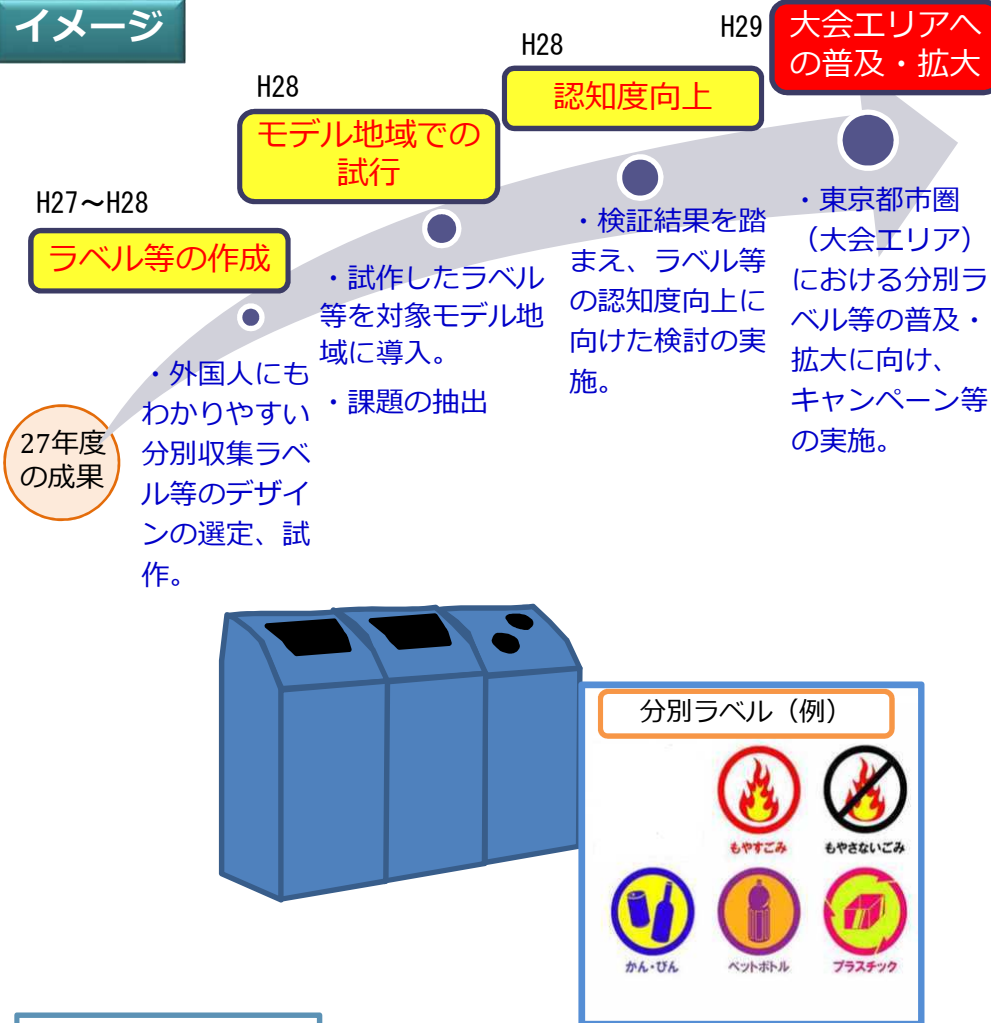 イメージ
27年度
の成果
H27～H28
ラベル等の作成
・外国人にも
わかりやすい
分別収集ラベ
ル等のデザイ
ンの選定、試
作。
H28
モデル地域での
試行
・試作したラベル
等を対象モデル地
域に導入。
・課題の抽出
H28
認知度向上
・検証結果を踏
まえ、ラベル等
の認知度向上に
向けた検討の実
施。
H29
大会エリアへ
の普及・拡大
・東京都市圏
（大会エリア）
における分別ラ
ベル等の普及・
拡大に向け、
キャンペーン等
の実施。
分別ラベル（例）
もやすごみ
もやさないごみ
かん・びん
ペットボトル
プラスチック